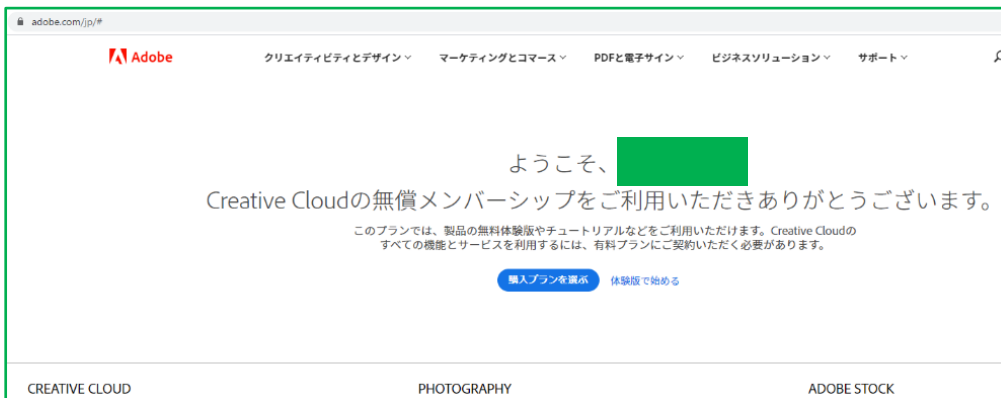 adobe.com/jp/#
Adobe クリエイティビティとデザイン マーケティングとコマース PDFと電子サイン ビジネスソリューション サポート
ようこそ、
Creative Cloudの無償メンバーシップをご利用いただきありがとうございます。
このプランでは、製品の無料体験版やチュートリアルなどをご利用いただけます。Creative Cloudの
すべての機能とサービスを利用するには、有料プランにご契約いただく必要があります。
購入プランを選ぶ 体験版で始める
CREATIVE CLOUD PHOTOGRAPHY ADOBE STOCK